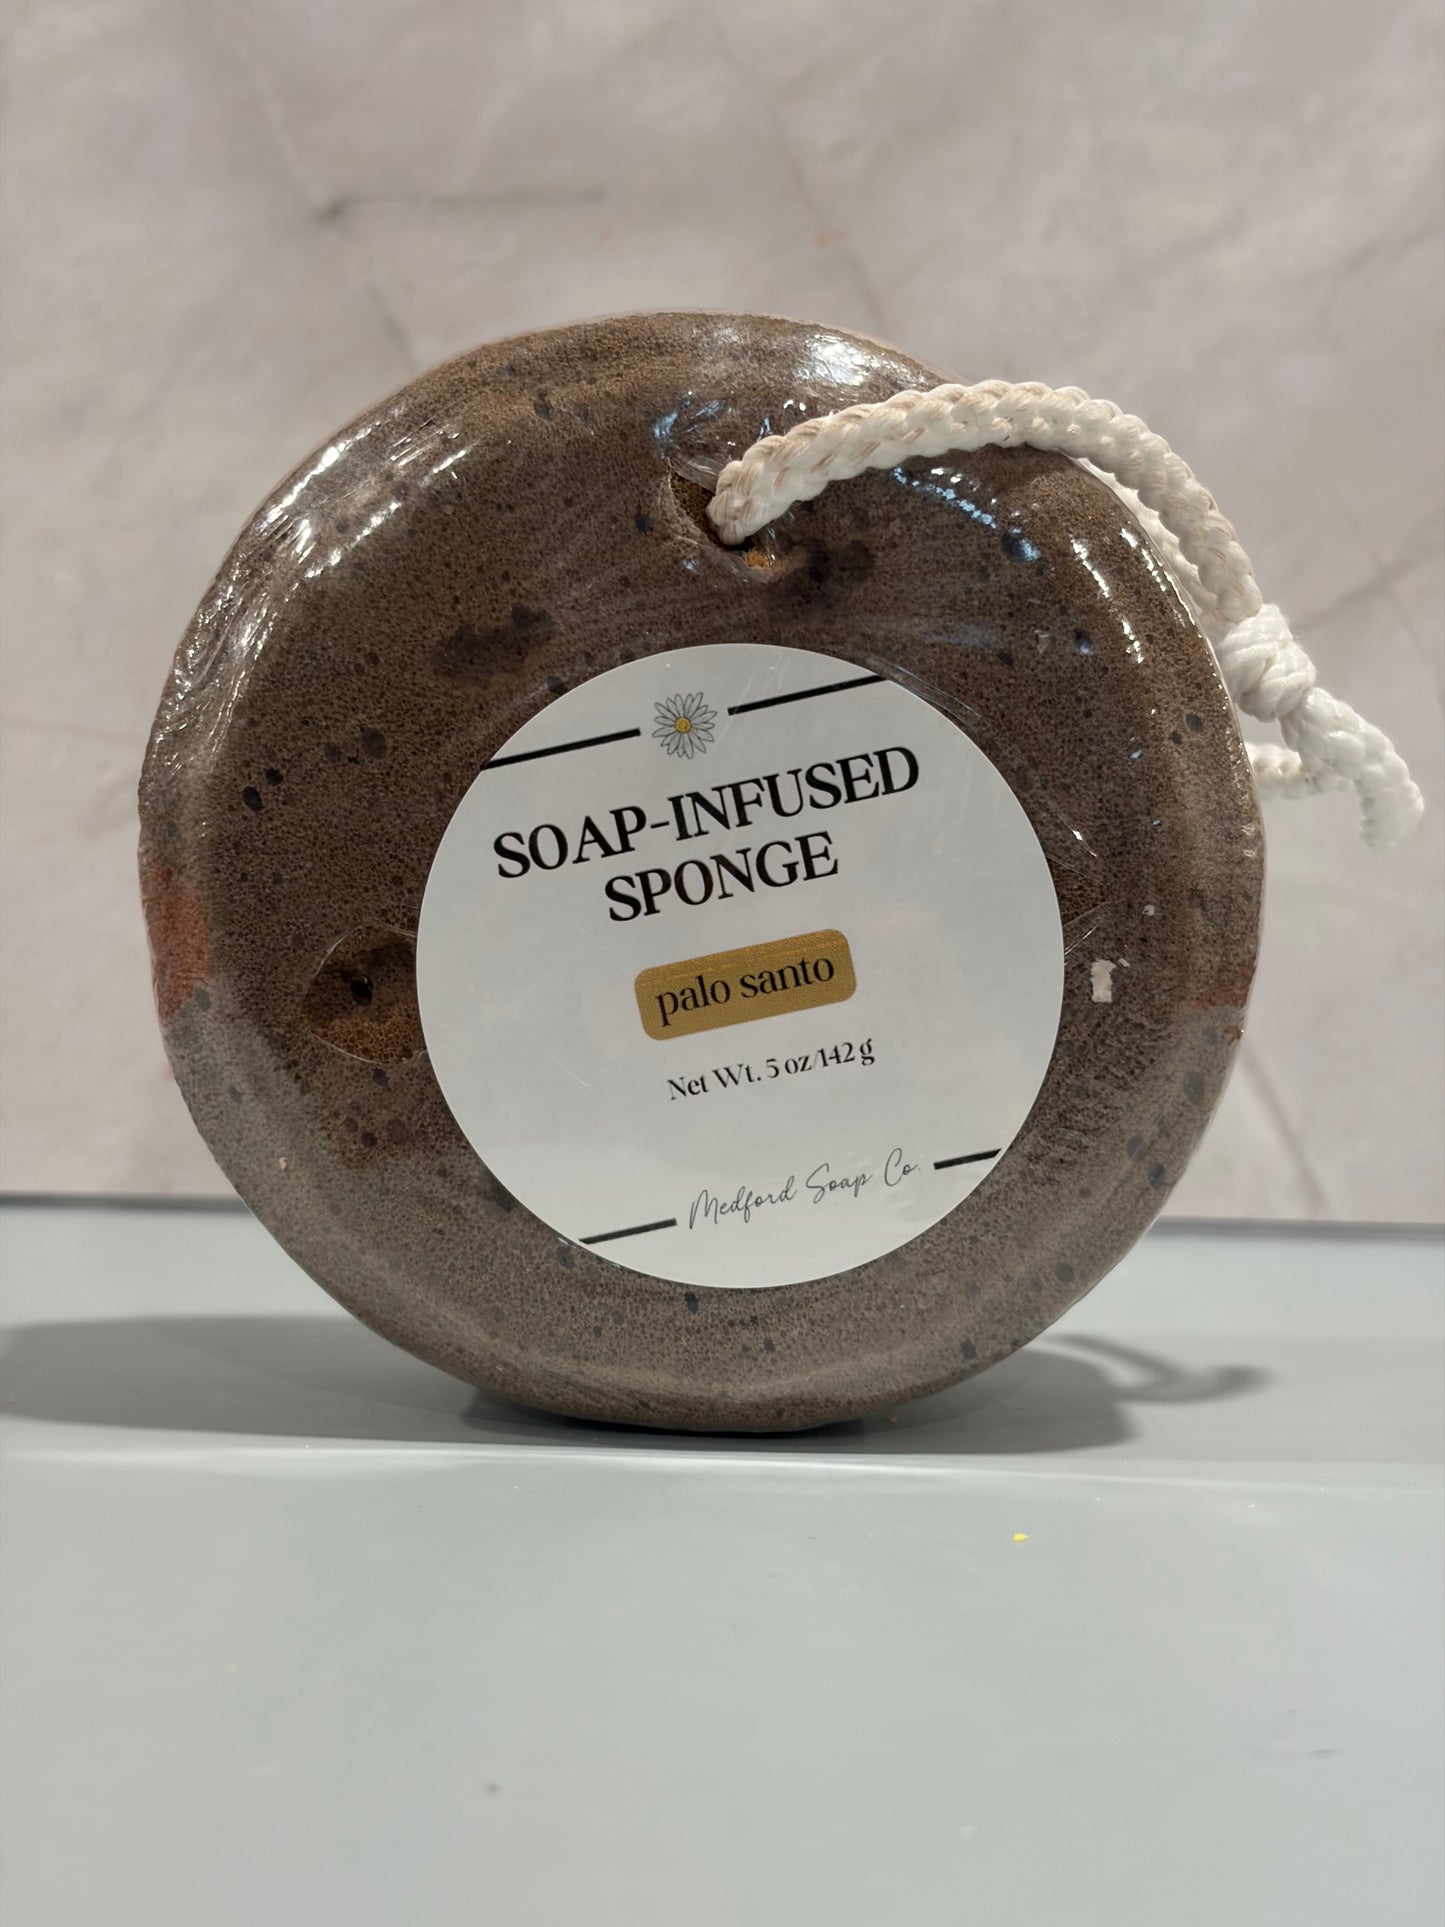 SOAP-INFUSED
SPONGE
palo santo
Net Wt. 5 oz/142 g
Medford Soap Co.